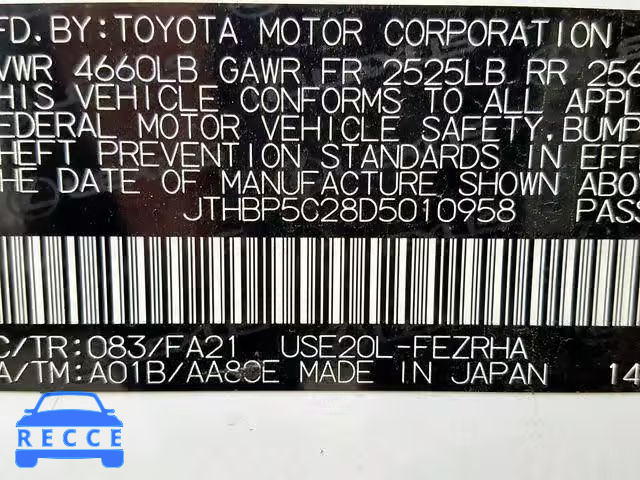 FD. BY: TOYOTA MOTOR CORPORATION
VWR 4660LB GAWR FR 2525LB RR 256
HIS VEHICLE CONFORMS TO ALL APPL
EDERAL MOTOR VEHICLE SAFETY, BUMP
HEFT PREVENTION STANDARDS IN EFF
HE DATE OF MANUFACTURE SHOWN ABO
JTHBP5C28D5010958 PASS
C/TR: 083/FA21 USE20L-FEZRHA
A/TM: A01B/AA80E MADE IN JAPAN 14
RECCE